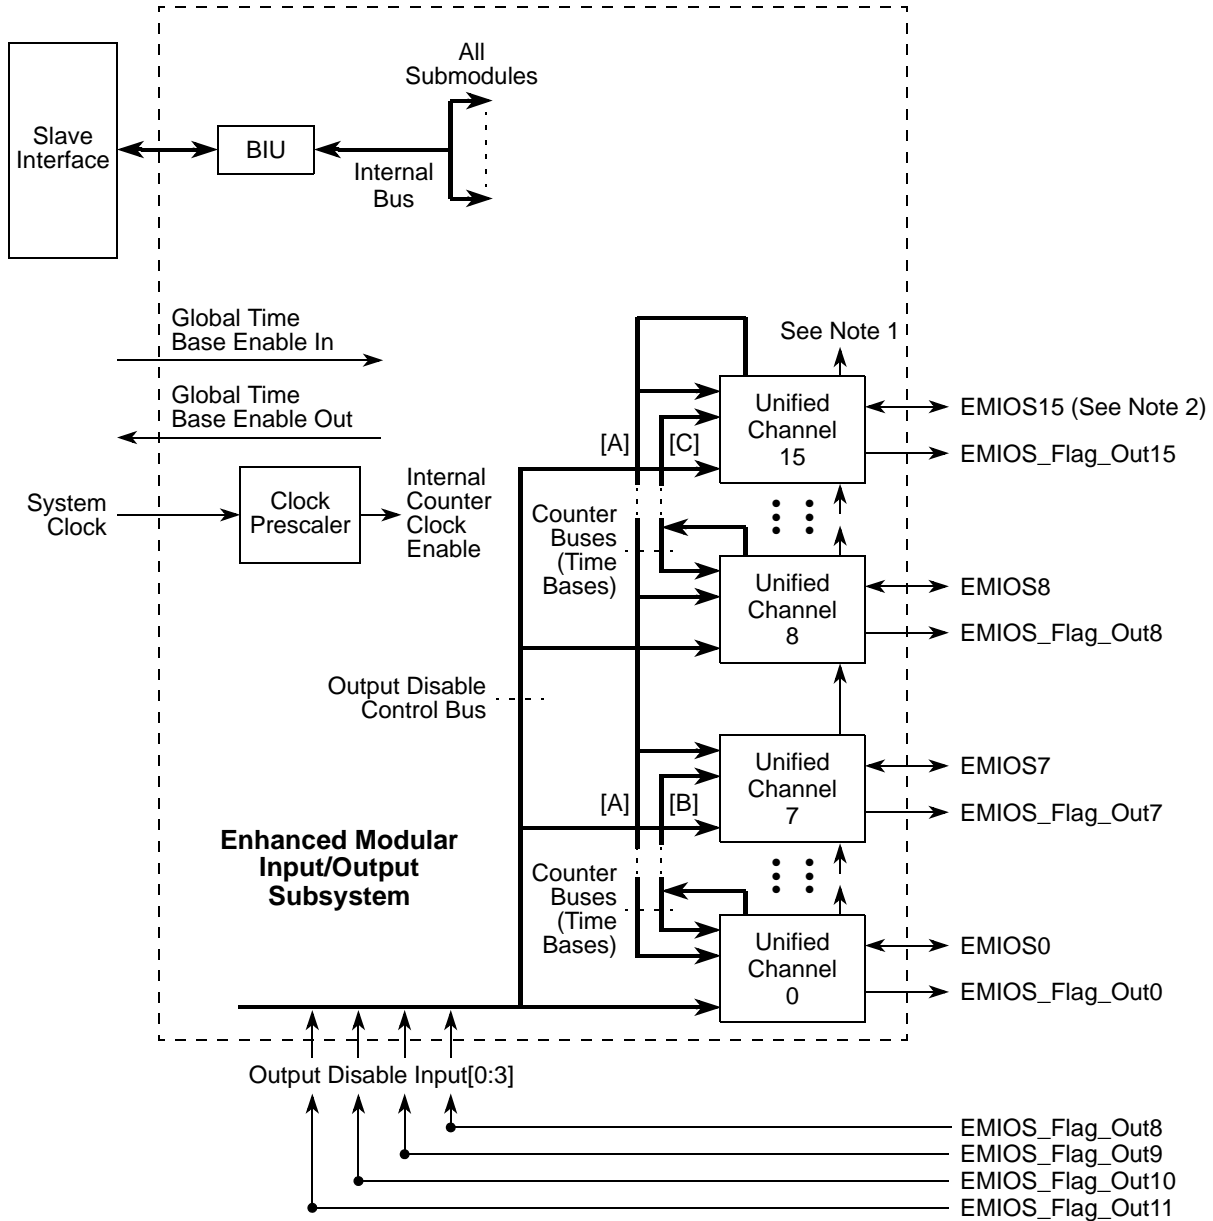 All
Submodules
Slave
Interface
BIU
Internal
Bus
Global Time
Base Enable In
Global Time
Base Enable Out
System
Clock
Clock
Prescaler
Internal
Counter
Clock
Enable
See Note 1
Unified
Channel
15
EMIOS15 (See Note 2)
EMIOS_Flag_Out15
[A]
[C]
Counter
Buses
(Time
Bases)
Unified
Channel
8
EMIOS8
EMIOS_Flag_Out8
Output Disable
Control Bus
Unified
Channel
7
EMIOS7
EMIOS_Flag_Out7
[A]
[B]
Enhanced Modular
Input/Output
Subsystem
Counter
Buses
(Time
Bases)
Unified
Channel
0
EMIOS0
EMIOS_Flag_Out0
Output Disable Input[0:3]
EMIOS_Flag_Out8
EMIOS_Flag_Out9
EMIOS_Flag_Out10
EMIOS_Flag_Out11